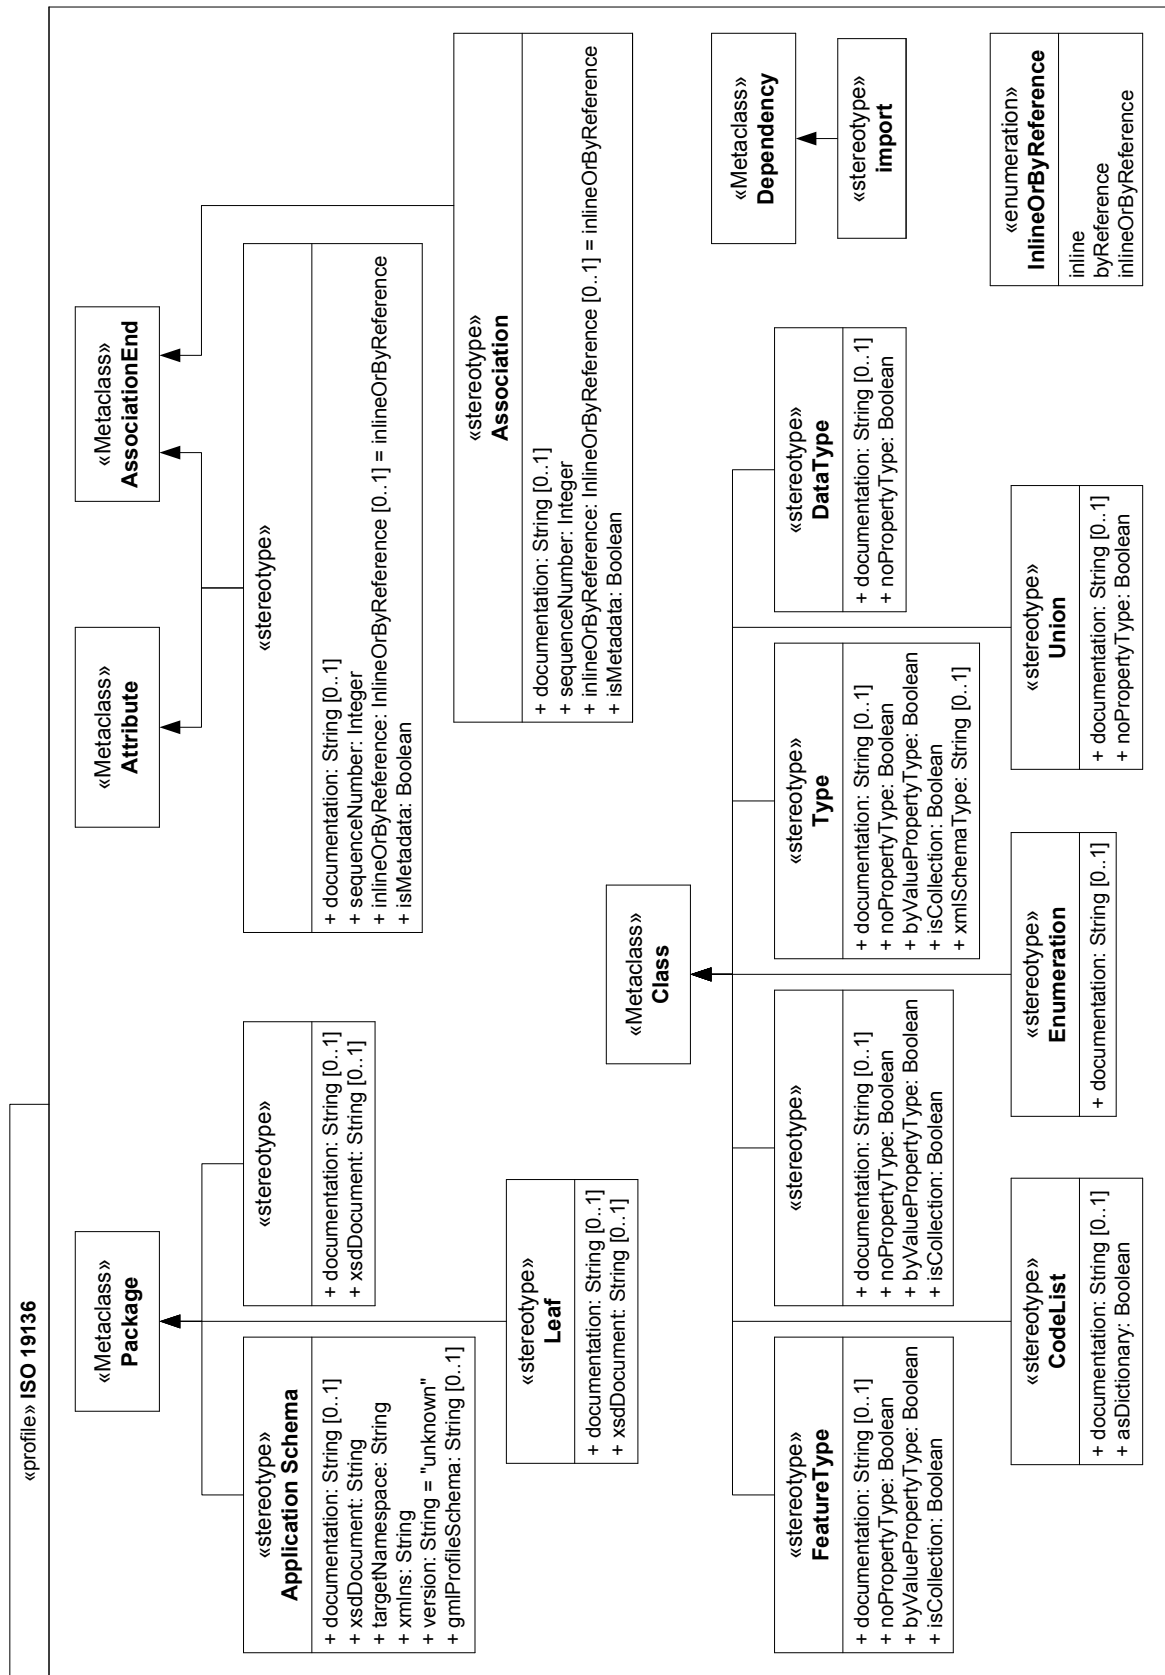 «profile» ISO 19136
«Metaclass»
Package
«Metaclass»
Attribute
«Metaclass»
AssociationEnd
«stereotype»
Application Schema
+ documentation: String [0..1]
+ xsdDocument: String
+ targetNamespace: String
+ xmlns: String
+ version: String = "unknown"
+ gmlProfileSchema: String [0..1]
«stereotype»
+ documentation: String [0..1]
+ xsdDocument: String [0..1]
«stereotype»
+ documentation: String [0..1]
+ sequenceNumber: Integer
+ inlineOrByReference: InlineOrByReference [0..1] = inlineOrByReference
+ isMetadata: Boolean
«stereotype»
Leaf
+ documentation: String [0..1]
+ xsdDocument: String [0..1]
«stereotype»
Association
+ documentation: String [0..1]
+ sequenceNumber: Integer
+ inlineOrByReference: InlineOrByReference [0..1] = inlineOrByReference
+ isMetadata: Boolean
«Metaclass»
Class
«Metaclass»
Dependency
«stereotype»
import
«stereotype»
FeatureType
+ documentation: String [0..1]
+ noPropertyType: Boolean
+ byValuePropertyType: Boolean
+ isCollection: Boolean
«stereotype»
+ documentation: String [0..1]
+ noPropertyType: Boolean
+ byValuePropertyType: Boolean
+ isCollection: Boolean
«stereotype»
Type
+ documentation: String [0..1]
+ noPropertyType: Boolean
+ byValuePropertyType: Boolean
+ isCollection: Boolean
+ xmlSchemaType: String [0..1]
«stereotype»
DataType
+ documentation: String [0..1]
+ noPropertyType: Boolean
«stereotype»
CodeList
+ documentation: String [0..1]
+ asDictionary: Boolean
«stereotype»
Enumeration
+ documentation: String [0..1]
«stereotype»
Union
+ documentation: String [0..1]
+ noPropertyType: Boolean
«enumeration»
InlineOrByReference
inline
byReference
inlineOrByReference